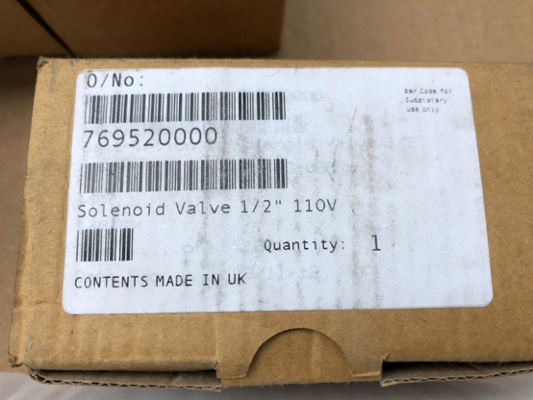 O/No:
Bar Code for
Subsidiary
use only
769520000
Solenoid Valve 1/2" 110V
Quantity: 1
CONTENTS MADE IN UK